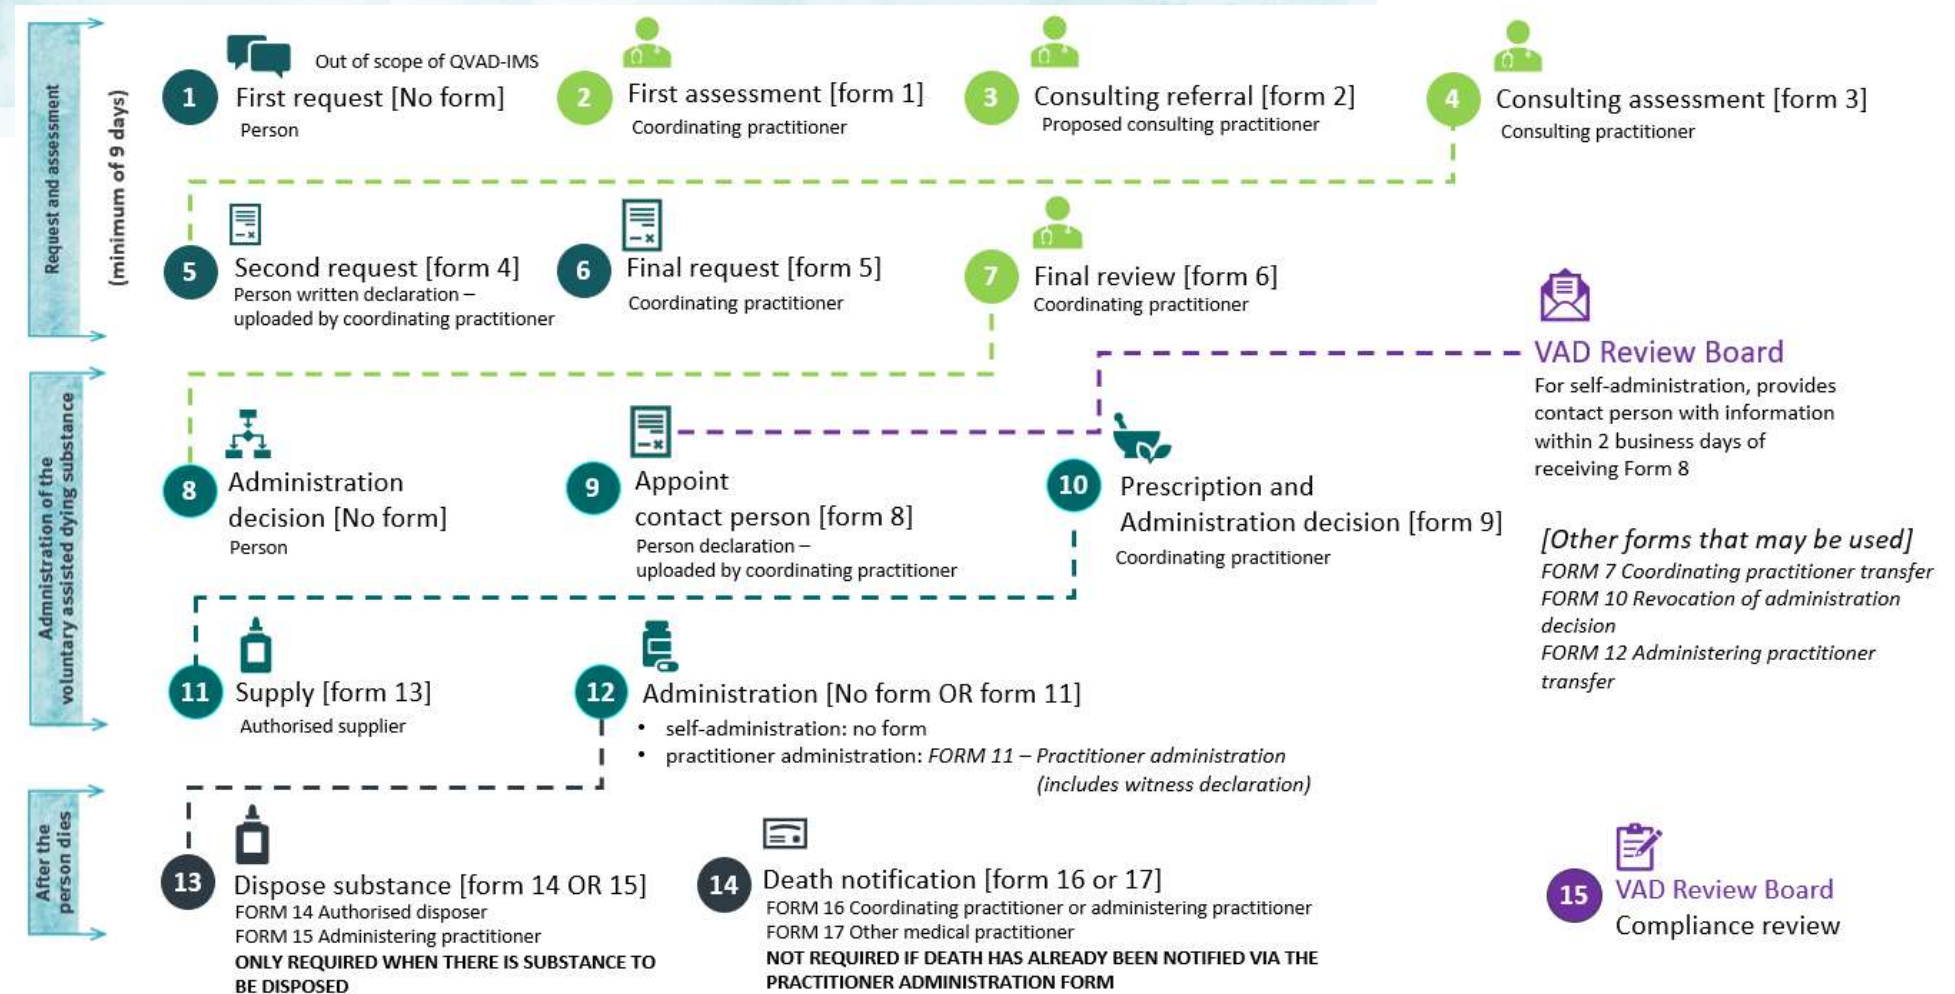 Request and assessment
(minimum of 9 days)
Out of scope of QVAD-IMS
1
First request [No form]
Person
2
First assessment [form 1]
Coordinating practitioner
3
Consulting referral [form 2]
Proposed consulting practitioner
4
Consulting assessment [form 3]
Consulting practitioner
5
Second request [form 4]
Person written declaration –
uploaded by coordinating practitioner
6
Final request [form 5]
Coordinating practitioner
7
Final review [form 6]
Coordinating practitioner
VAD Review Board
For self-administration, provides
contact person with information
within 2 business days of
receiving Form 8
Admnistration of the
voluntary assisted dying substance
8
Administration
decision [No form]
Person
9
Appoint
contact person [form 8]
Person declaration –
uploaded by coordinating practitioner
10
Prescription and
Administration decision [form 9]
Coordinating practitioner
[Other forms that may be used]
FORM 7 Coordinating practitioner transfer
FORM 10 Revocation of administration
decision
FORM 12 Administering practitioner
transfer
11
Supply [form 13]
Authorised supplier
12
Administration [No form OR form 11]
• self-administration: no form
• practitioner administration: FORM 11 – Practitioner administration
(includes witness declaration)
After the
person dies
13
Dispose substance [form 14 OR 15]
FORM 14 Authorised disposer
FORM 15 Administering practitioner
ONLY REQUIRED WHEN THERE IS SUBSTANCE TO
BE DISPOSED
14
Death notification [form 16 or 17]
FORM 16 Coordinating practitioner or administering practitioner
FORM 17 Other medical practitioner
NOT REQUIRED IF DEATH HAS ALREADY BEEN NOTIFIED VIA THE
PRACTITIONER ADMINISTRATION FORM
15
VAD Review Board
Compliance review